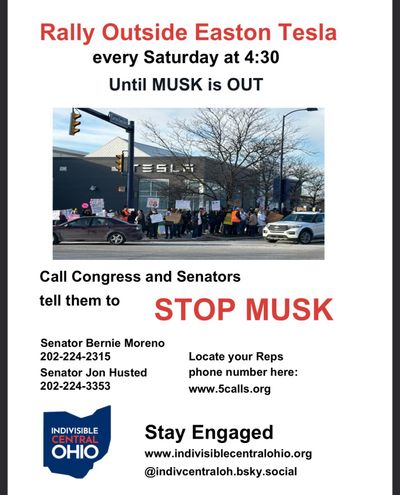 Rally Outside Easton Tesla
every Saturday at 4:30
Until MUSK is OUT
TESLA
Call Congress and Senators
tell them to
STOP MUSK
Senator Bernie Moreno
202-224-2315
Senator Jon Husted
202-224-3353
Locate your Reps
phone number here:
www.5calls.org
INDIVISIBLE
CENTRAL
OHIO
Stay Engaged
www.indivisiblecentralohio.org
@indivcentraloh.bsky.social